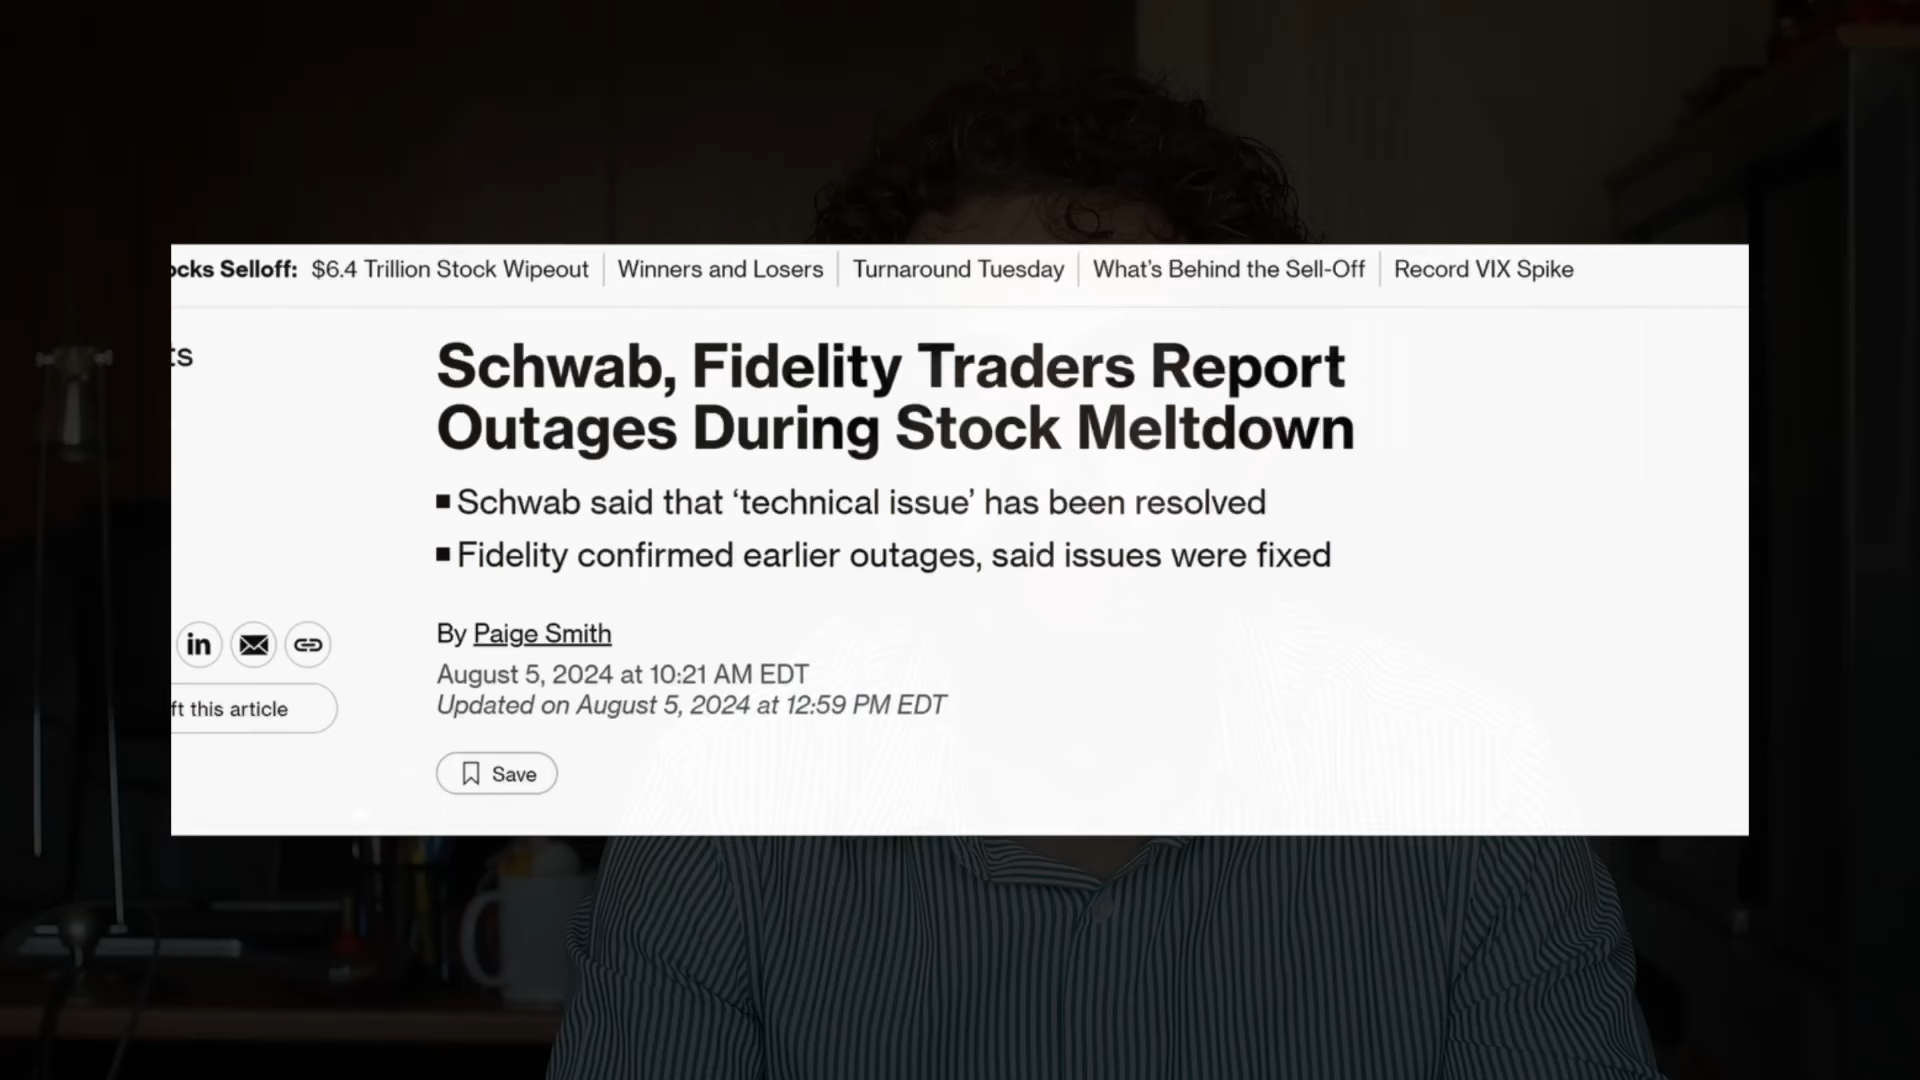 Selloff: $6.4 Trillion Stock Wipeout Winners and Losers Turnaround Tuesday What's Behind the Sell-Off Record VIX Spike
Schwab, Fidelity Traders Report
Outages During Stock Meltdown
■ Schwab said that ‘technical issue’ has been resolved
■ Fidelity confirmed earlier outages, said issues were fixed
By Paige Smith
August 5, 2024 at 10:21 AM EDT
Updated on August 5, 2024 at 12:59 PM EDT
in
this article
Save